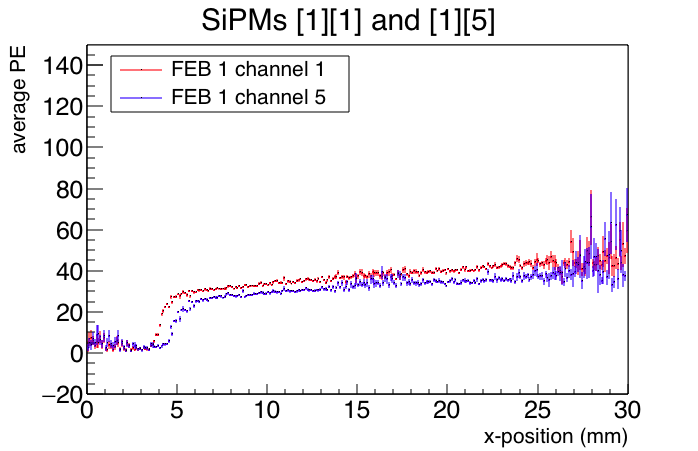 SiPMs [1][1] and [1][5]
average PE
FEB 1 channel 1
FEB 1 channel 5
140
120
100
80
60
40
20
0
−20
0 5 10 15 20 25 30
x-position (mm)